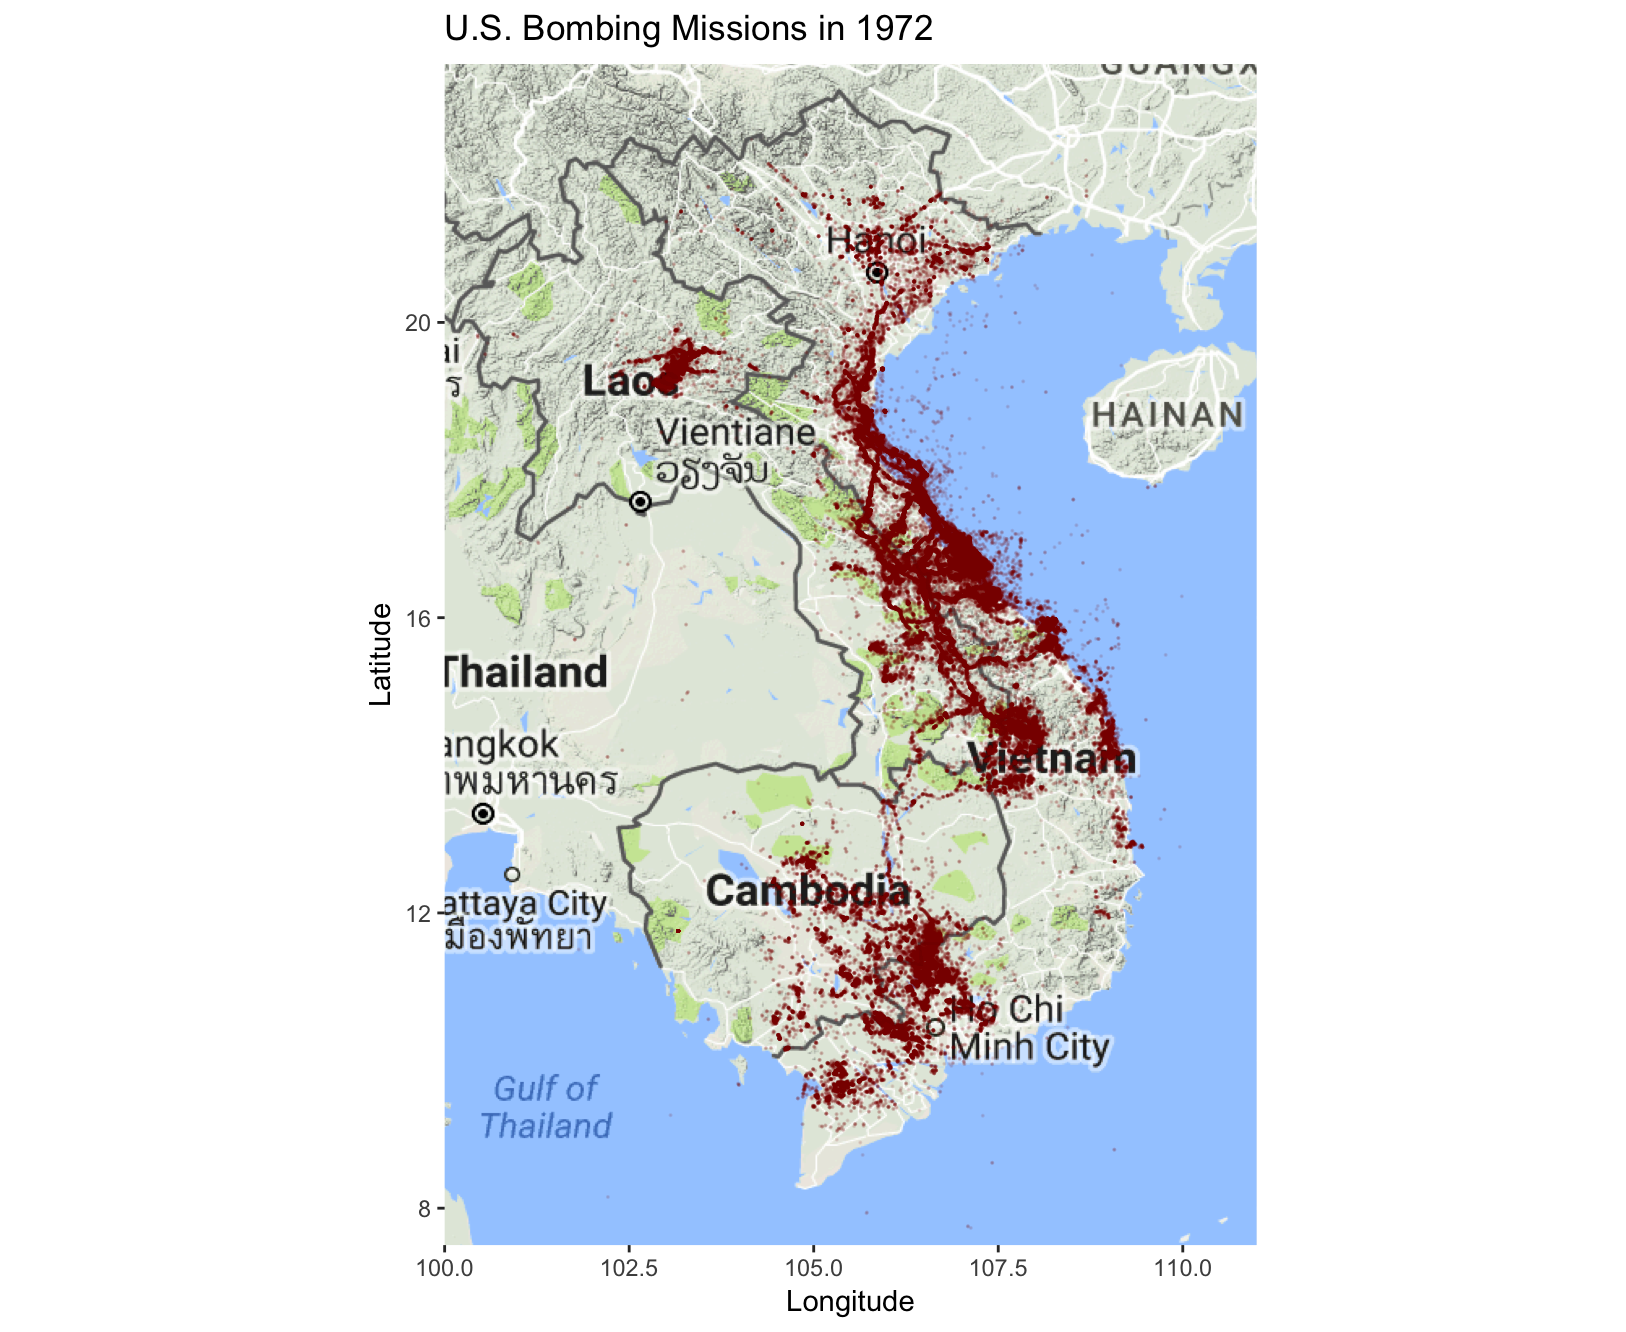 U.S. Bombing Missions in 1972
GUANGX
Hanoi
20
ai
ร
Laos
HAINAN
Vientiane
ວຽງຈັນ
16
Latitude
Thailand
Vietnam
angkok
ทพมหานคร
Cambodia
12
attaya City
มืองพัทยา
Ho Chi
Minh City
Gulf of
Thailand
8
100.0
102.5
105.0
107.5
110.0
Longitude